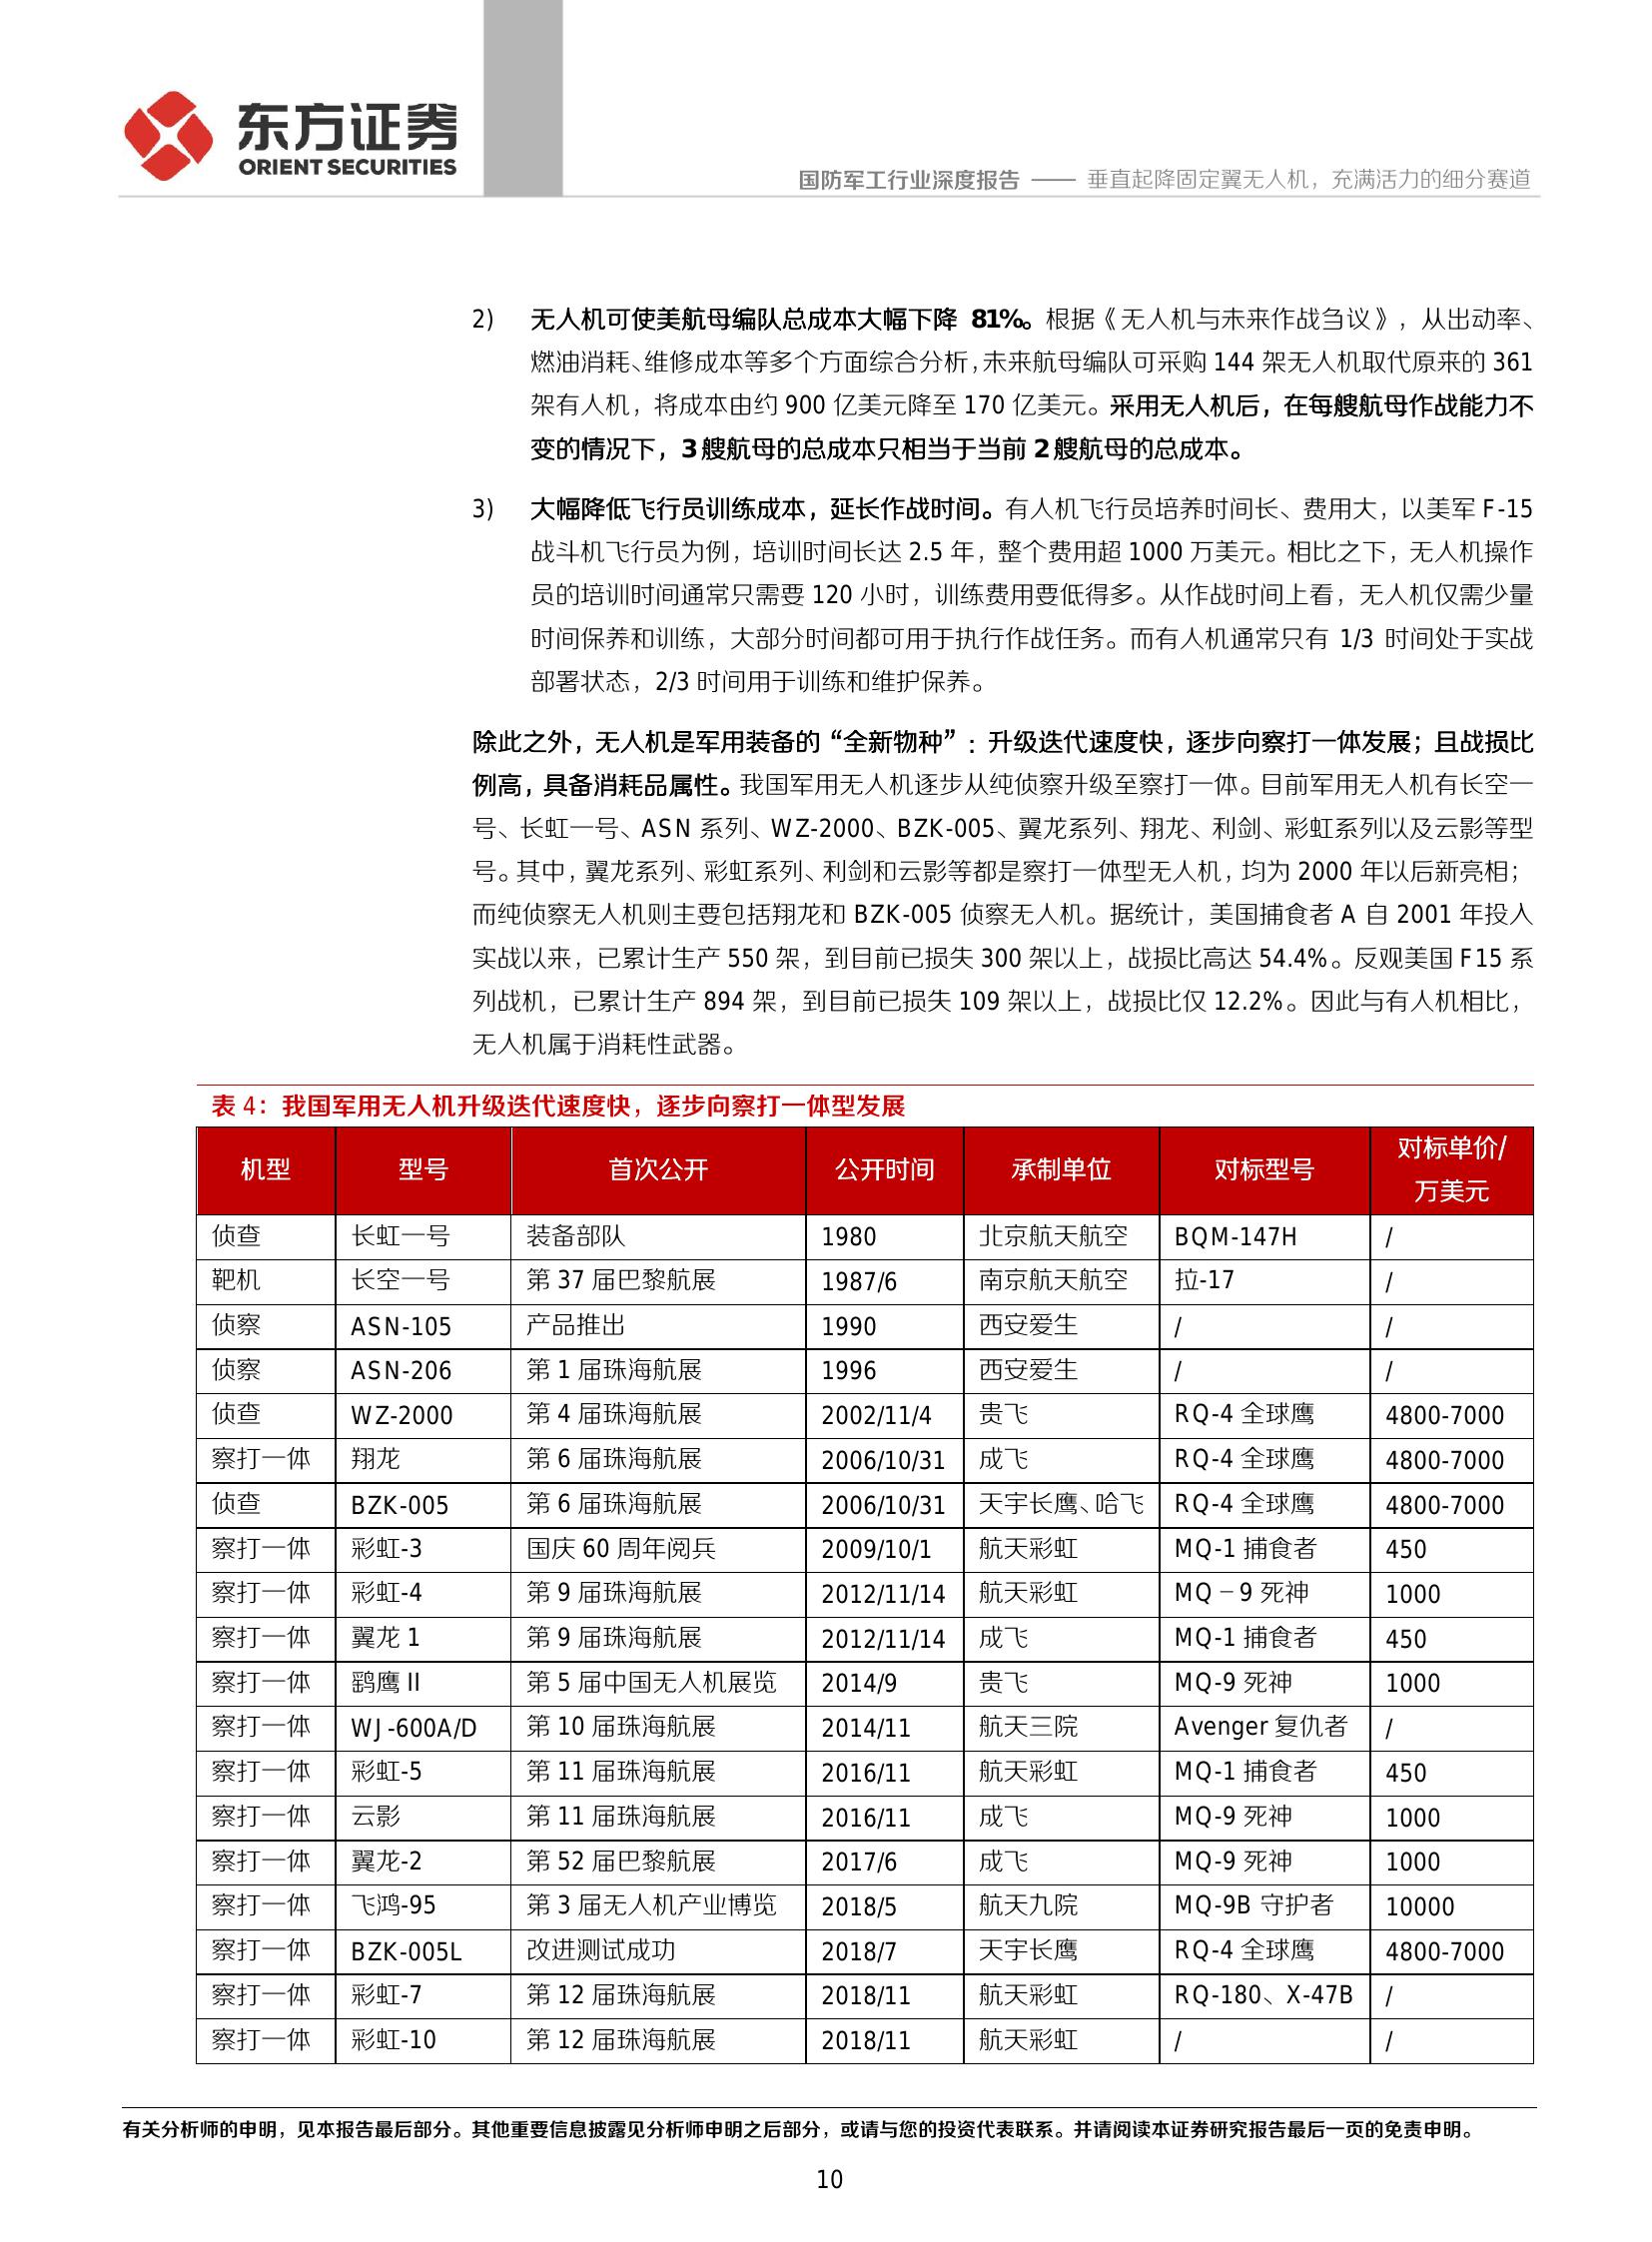 东方证券
ORIENT SECURITIES
国防军工行业深度报告 —— 垂直起降固定翼无人机，充满活力的细分赛道
2) 无人机可使美航母编队总成本大幅下降 81%。根据《无人机与未来作战刍议》，从出动率、
燃油消耗、维修成本等多个方面综合分析，未来航母编队可采购 144 架无人机取代原来的 361
架有人机，将成本由约 900 亿美元降至 170 亿美元。采用无人机后，在每艘航母作战能力不
变的情况下，3 艘航母的总成本只相当于当前 2 艘航母的总成本。
3) 大幅降低飞行员训练成本，延长作战时间。有人机飞行员培养时间长、费用大，以美军 F-15
战斗机飞行员为例，培训时间长达 2.5 年，整个费用超 1000 万美元。相比之下，无人机操作
员的培训时间通常只需要 120 小时，训练费用要低得多。从作战时间上看，无人机仅需少量
时间保养和训练，大部分时间都可用于执行作战任务。而有人机通常只有 1/3 时间处于实战
部署状态，2/3 时间用于训练和维护保养。
除此之外，无人机是军用装备的“全新物种”：升级迭代速度快，逐步向察打一体发展；且战损比
例高，具备消耗品属性。我国军用无人机逐步从纯侦察升级至察打一体。目前军用无人机有长空一
号、长虹一号、ASN 系列、WZ-2000、BZK-005、翼龙系列、翔龙、利剑、彩虹系列以及云影等型
号。其中，翼龙系列、彩虹系列、利剑和云影等都是察打一体型无人机，均为 2000 年以后新亮相；
而纯侦察无人机则主要包括翔龙和 BZK-005 侦察无人机。据统计，美国捕食者 A 自 2001 年投入
实战以来，已累计生产 550 架，到目前已损失 300 架以上，战损比高达 54.4%。反观美国 F15 系
列战机，已累计生产 894 架，到目前已损失 109 架以上，战损比仅 12.2%。因此与有人机相比，
无人机属于消耗性武器。
表 4：我国军用无人机升级迭代速度快，逐步向察打一体型发展
机型 型号 首次公开 公开时间 承制单位 对标型号 对标单价/
万美元
侦查 长虹一号 装备部队 1980 北京航天航空 BQM-147H /
靶机 长空一号 第 37 届巴黎航展 1987/6 南京航天航空 拉-17 /
侦察 ASN-105 产品推出 1990 西安爱生 / /
侦察 ASN-206 第 1 届珠海航展 1996 西安爱生 / /
侦查 WZ-2000 第 4 届珠海航展 2002/11/4 贵飞 RQ-4 全球鹰 4800-7000
察打一体 翔龙 第 6 届珠海航展 2006/10/31 成飞 RQ-4 全球鹰 4800-7000
侦查 BZK-005 第 6 届珠海航展 2006/10/31 天宇长鹰、哈飞 RQ-4 全球鹰 4800-7000
察打一体 彩虹-3 国庆 60 周年阅兵 2009/10/1 航天彩虹 MQ-1 捕食者 450
察打一体 彩虹-4 第 9 届珠海航展 2012/11/14 航天彩虹 MQ－9 死神 1000
察打一体 翼龙 1 第 9 届珠海航展 2012/11/14 成飞 MQ-1 捕食者 450
察打一体 鹞鹰 II 第 5 届中国无人机展览 2014/9 贵飞 MQ-9 死神 1000
察打一体 WJ-600A/D 第 10 届珠海航展 2014/11 航天三院 Avenger 复仇者 /
察打一体 彩虹-5 第 11 届珠海航展 2016/11 航天彩虹 MQ-1 捕食者 450
察打一体 云影 第 11 届珠海航展 2016/11 成飞 MQ-9 死神 1000
察打一体 翼龙-2 第 52 届巴黎航展 2017/6 成飞 MQ-9 死神 1000
察打一体 飞鸿-95 第 3 届无人机产业博览 2018/5 航天九院 MQ-9B 守护者 10000
察打一体 BZK-005L 改进测试成功 2018/7 天宇长鹰 RQ-4 全球鹰 4800-7000
察打一体 彩虹-7 第 12 届珠海航展 2018/11 航天彩虹 RQ-180、X-47B /
察打一体 彩虹-10 第 12 届珠海航展 2018/11 航天彩虹 / /
有关分析师的申明，见本报告最后部分。其他重要信息披露见分析师申明之后部分，或请与您的投资代表联系。并请阅读本证券研究报告最后一页的免责申明。
10